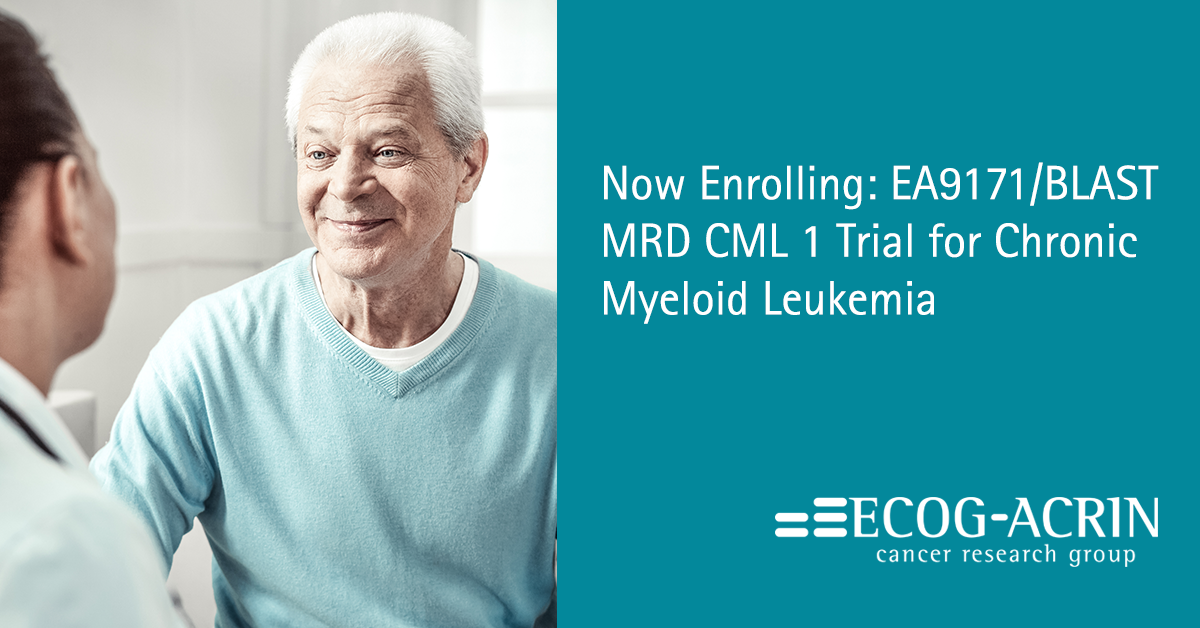 Now Enrolling: EA9171/BLAST
MRD CML 1 Trial for Chronic
Myeloid Leukemia
ECOG-ACRIN
cancer research group